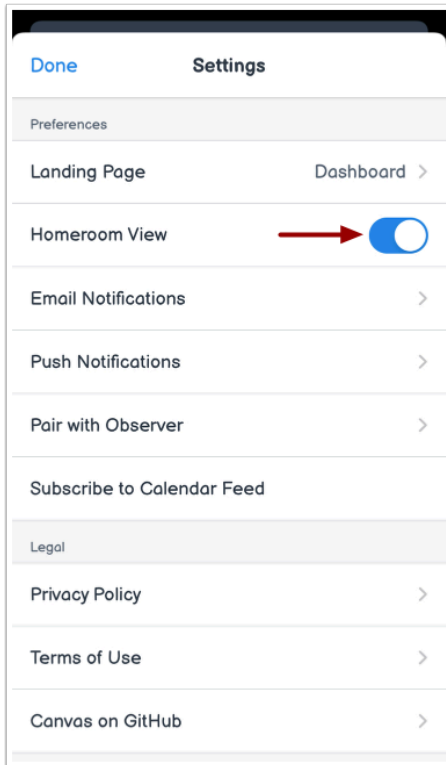 Done Settings
Preferences
Landing Page Dashboard
Homeroom View
Email Notifications
Push Notifications
Pair with Observer
Subscribe to Calendar Feed
Legal
Privacy Policy
Terms of Use
Canvas on GitHub